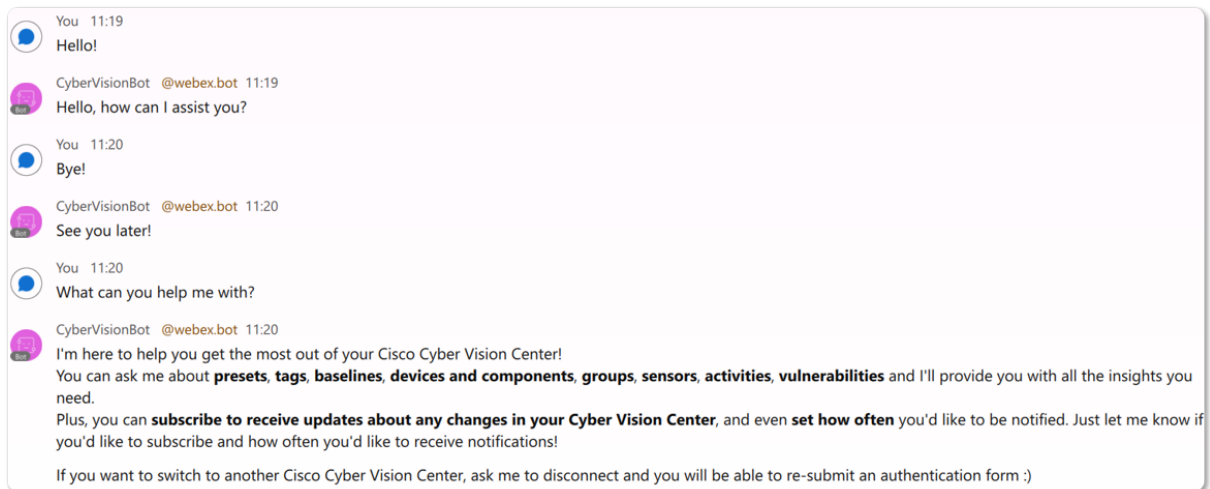 You 11:19
Hello!
CyberVisionBot @webex.bot 11:19
Bot
Hello, how can I assist you?
You 11:20
Bye!
CyberVisionBot @webex.bot 11:20
Bot
See you later!
You 11:20
What can you help me with?
CyberVisionBot @webex.bot 11:20
Bot
I'm here to help you get the most out of your Cisco Cyber Vision Center!
You can ask me about presets, tags, baselines, devices and components, groups, sensors, activities, vulnerabilities and I'll provide you with all the insights you
need.
Plus, you can subscribe to receive updates about any changes in your Cyber Vision Center, and even set how often you'd like to be notified. Just let me know if
you'd like to subscribe and how often you'd like to receive notifications!
If you want to switch to another Cisco Cyber Vision Center, ask me to disconnect and you will be able to re-submit an authentication form :)